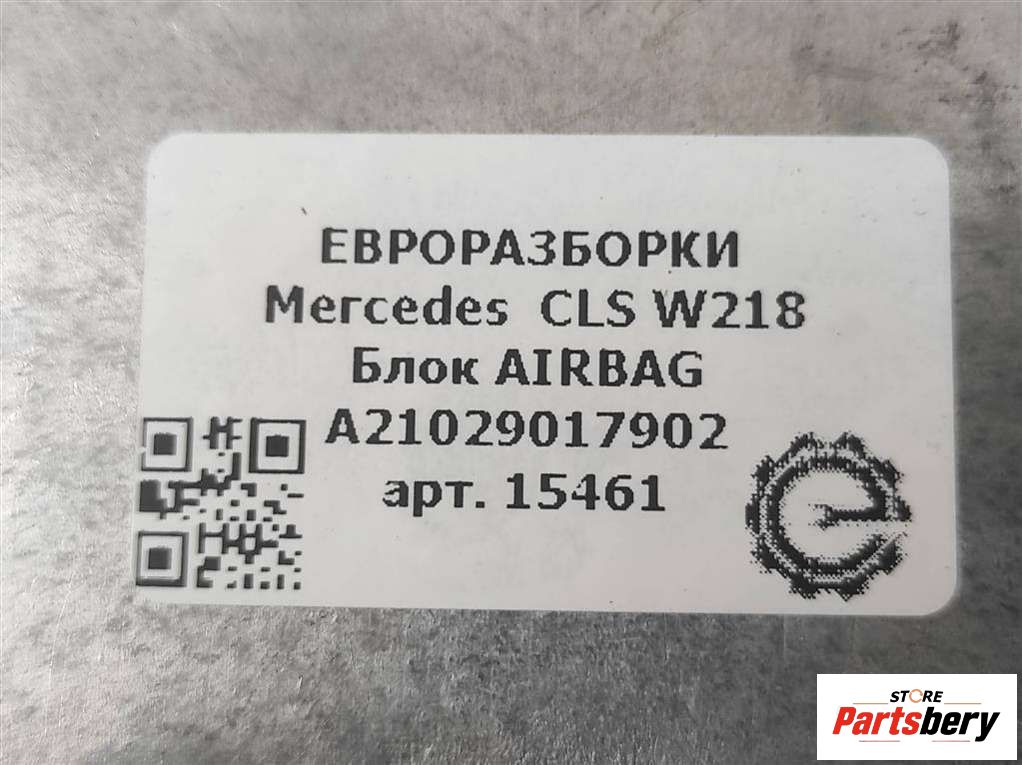 ЕВРОРАЗБОРКИ
Mercedes CLS W218
Блок AIRBAG
A21029017902
арт. 15461
STORE
Partsbery